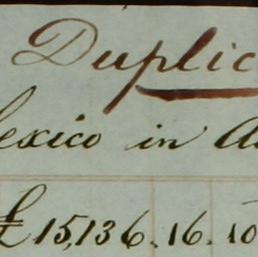 Duplic
exico in A
£ 15,136.16.10